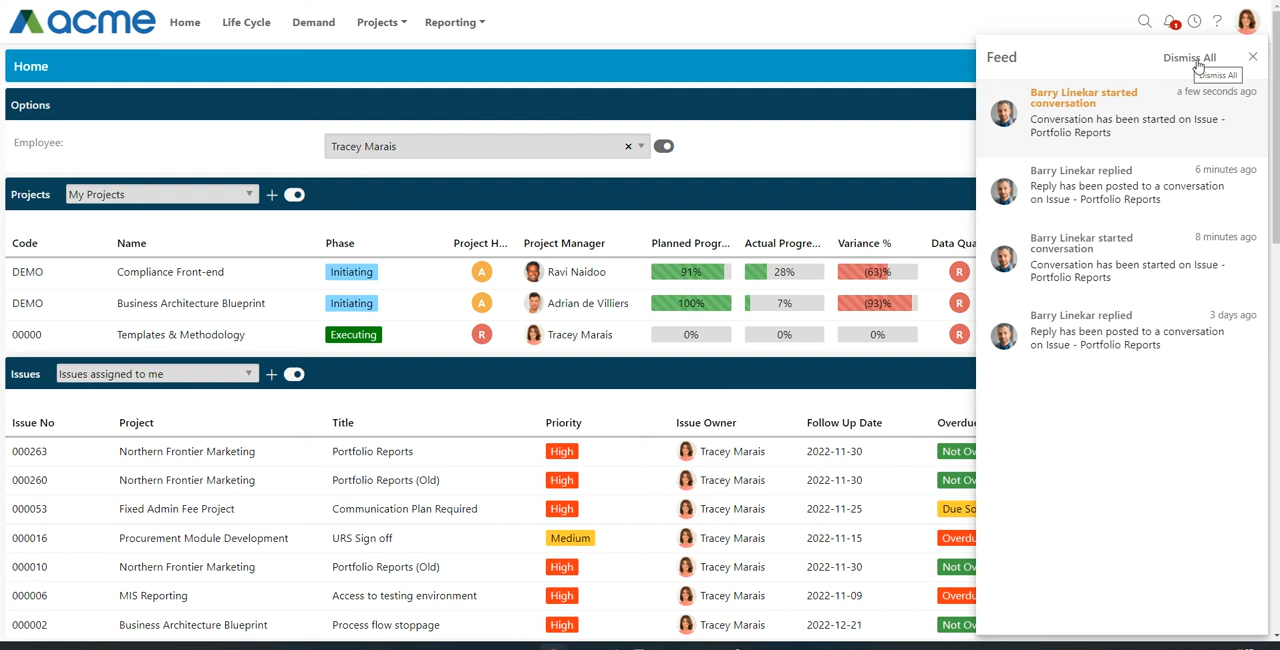 acme Home Life Cycle Demand Projects Reporting 1 ?
Home
Options
Employee: Tracey Marais ×
Projects My Projects +
Code Name Phase Project H... Project Manager Planned Progr... Actual Progre... Variance % Data Qua
DEMO Compliance Front-end Initiating A Ravi Naidoo 91% 28% (63)% R
DEMO Business Architecture Blueprint Initiating A Adrian de Villiers 100% 7% (93)% R
00000 Templates & Methodology Executing R Tracey Marais 0% 0% 0% R
Issues Issues assigned to me +
Issue No Project Title Priority Issue Owner Follow Up Date Overdu
000263 Northern Frontier Marketing Portfolio Reports High Tracey Marais 2022-11-30 Not Ov
000260 Northern Frontier Marketing Portfolio Reports (Old) High Tracey Marais 2022-11-30 Not Ov
000053 Fixed Admin Fee Project Communication Plan Required High Tracey Marais 2022-11-25 Due So
000016 Procurement Module Development URS Sign off Medium Tracey Marais 2022-11-15 Overdu
000010 Northern Frontier Marketing Portfolio Reports (Old) High Tracey Marais 2022-11-30 Not Ov
000006 MIS Reporting Access to testing environment High Tracey Marais 2022-11-09 Overdu
000002 Business Architecture Blueprint Process flow stoppage High Tracey Marais 2022-12-21 Not Ov
Feed Dismiss All ×
Dismiss All
Barry Linekar started a few seconds ago
conversation
Conversation has been started on Issue -
Portfolio Reports
Barry Linekar replied 6 minutes ago
Reply has been posted to a conversation
on Issue - Portfolio Reports
Barry Linekar started 8 minutes ago
conversation
Conversation has been started on Issue -
Portfolio Reports
Barry Linekar replied 3 days ago
Reply has been posted to a conversation
on Issue - Portfolio Reports